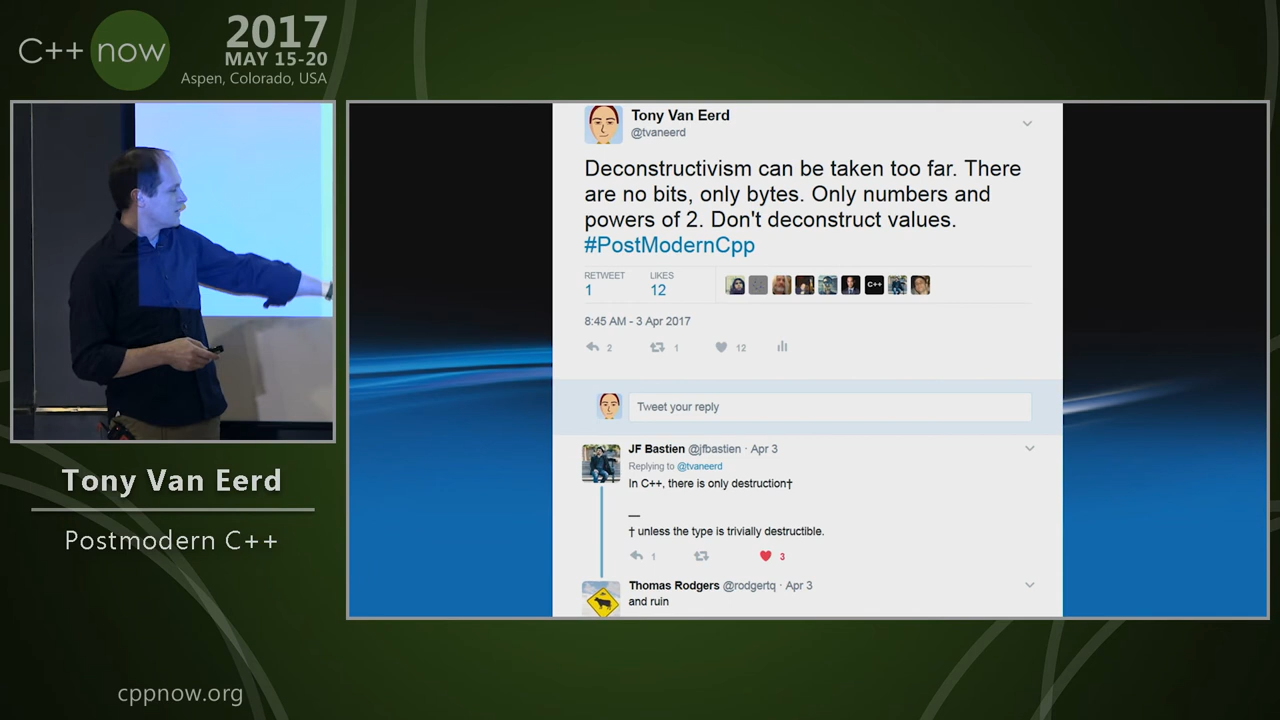 C++ now
2017
MAY 15-20
Aspen, Colorado, USA
Tony Van Eerd
@tvaneerd
Deconstructivism can be taken too far. There
are no bits, only bytes. Only numbers and
powers of 2. Don't deconstruct values.
#PostModernCpp
RETWEET LIKES
1 12
C++
8:45 AM - 3 Apr 2017
2 1 12
Tweet your reply
JF Bastien @jfbastien · Apr 3
Replying to @tvaneerd
In C++, there is only destruction†
—
† unless the type is trivially destructible.
1 3
Thomas Rodgers @rodgertq · Apr 3
and ruin
Tony Van Eerd
Postmodern C++
cppnow.org